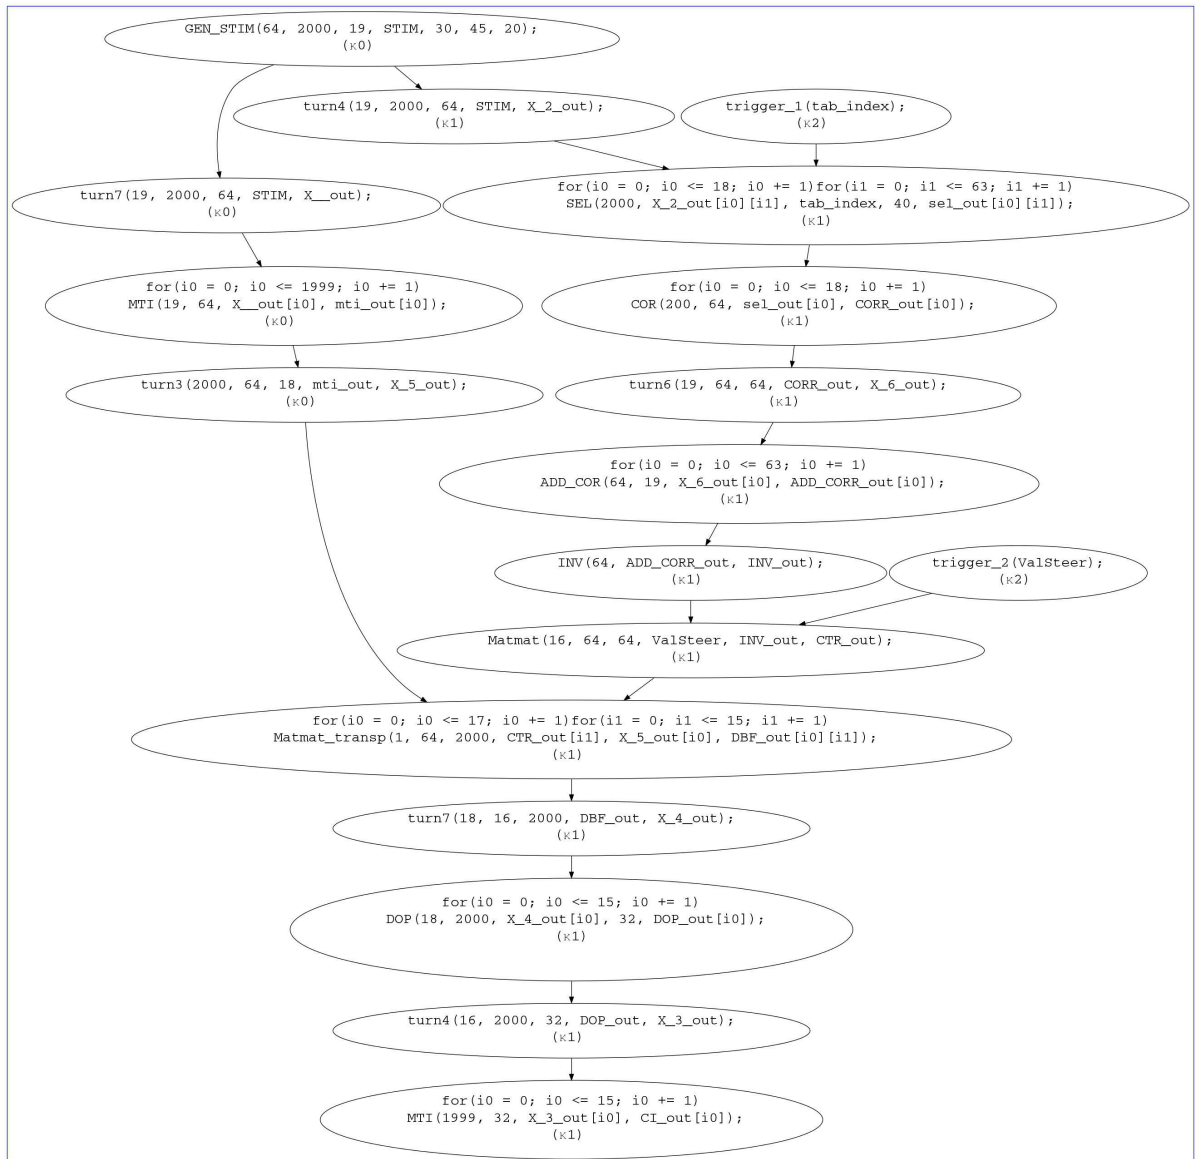 GEN_STIM(64, 2000, 19, STIM, 30, 45, 20);
(κ0)
turn4(19, 2000, 64, STIM, X_2_out);
(κ1)
trigger_1(tab_index);
(κ2)
turn7(19, 2000, 64, STIM, X__out);
(κ0)
for(i0 = 0; i0 <= 18; i0 += 1)for(i1 = 0; i1 <= 63; i1 += 1)
SEL(2000, X_2_out[i0][i1], tab_index, 40, sel_out[i0][i1]);
(κ1)
for(i0 = 0; i0 <= 1999; i0 += 1)
MTI(19, 64, X__out[i0], mti_out[i0]);
(κ0)
for(i0 = 0; i0 <= 18; i0 += 1)
COR(200, 64, sel_out[i0], CORR_out[i0]);
(κ1)
turn3(2000, 64, 18, mti_out, X_5_out);
(κ0)
turn6(19, 64, 64, CORR_out, X_6_out);
(κ1)
for(i0 = 0; i0 <= 63; i0 += 1)
ADD_COR(64, 19, X_6_out[i0], ADD_CORR_out[i0]);
(κ1)
INV(64, ADD_CORR_out, INV_out);
(κ1)
trigger_2(ValSteer);
(κ2)
Matmat(16, 64, 64, ValSteer, INV_out, CTR_out);
(κ1)
for(i0 = 0; i0 <= 17; i0 += 1)for(i1 = 0; i1 <= 15; i1 += 1)
Matmat_transp(1, 64, 2000, CTR_out[i1], X_5_out[i0], DBF_out[i0][i1]);
(κ1)
turn7(18, 16, 2000, DBF_out, X_4_out);
(κ1)
for(i0 = 0; i0 <= 15; i0 += 1)
DOP(18, 2000, X_4_out[i0], 32, DOP_out[i0]);
(κ1)
turn4(16, 2000, 32, DOP_out, X_3_out);
(κ1)
for(i0 = 0; i0 <= 15; i0 += 1)
MTI(1999, 32, X_3_out[i0], CI_out[i0]);
(κ1)